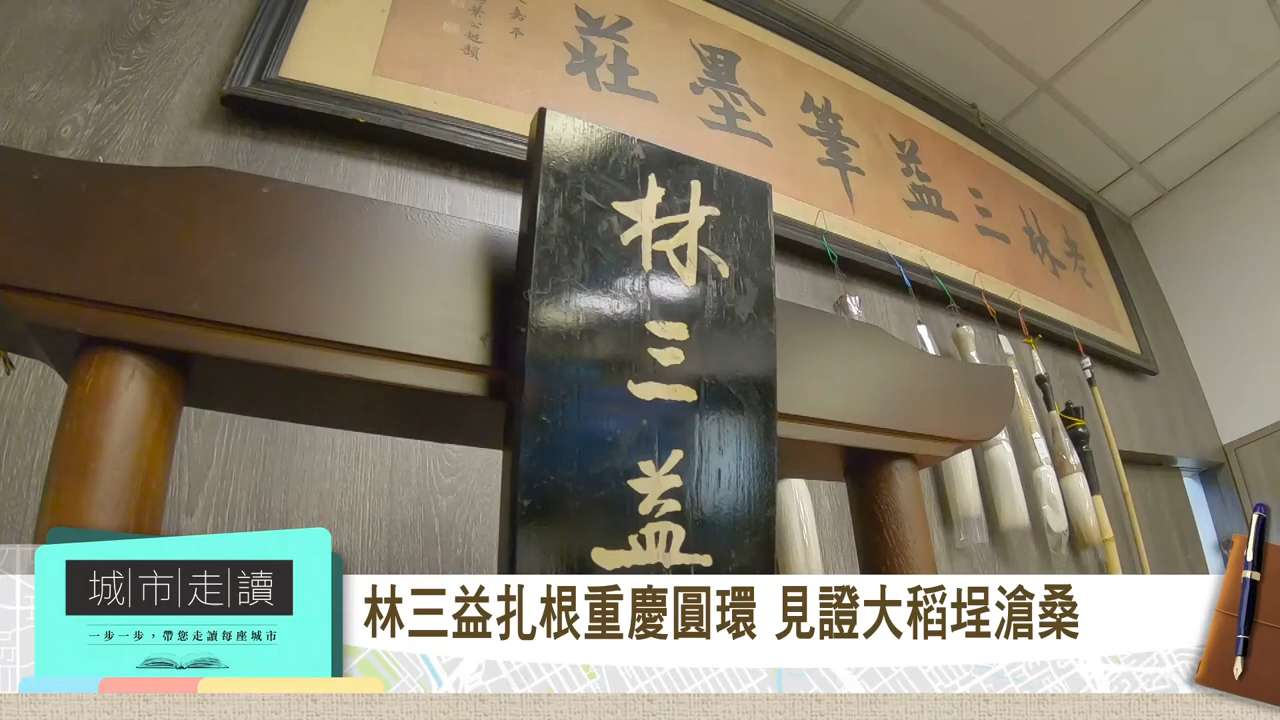 老林三益筆墨莊
林三益
城市走讀
一步一步，帶您走讀每座城市
林三益扎根重慶圓環 見證大稻埕滄桑